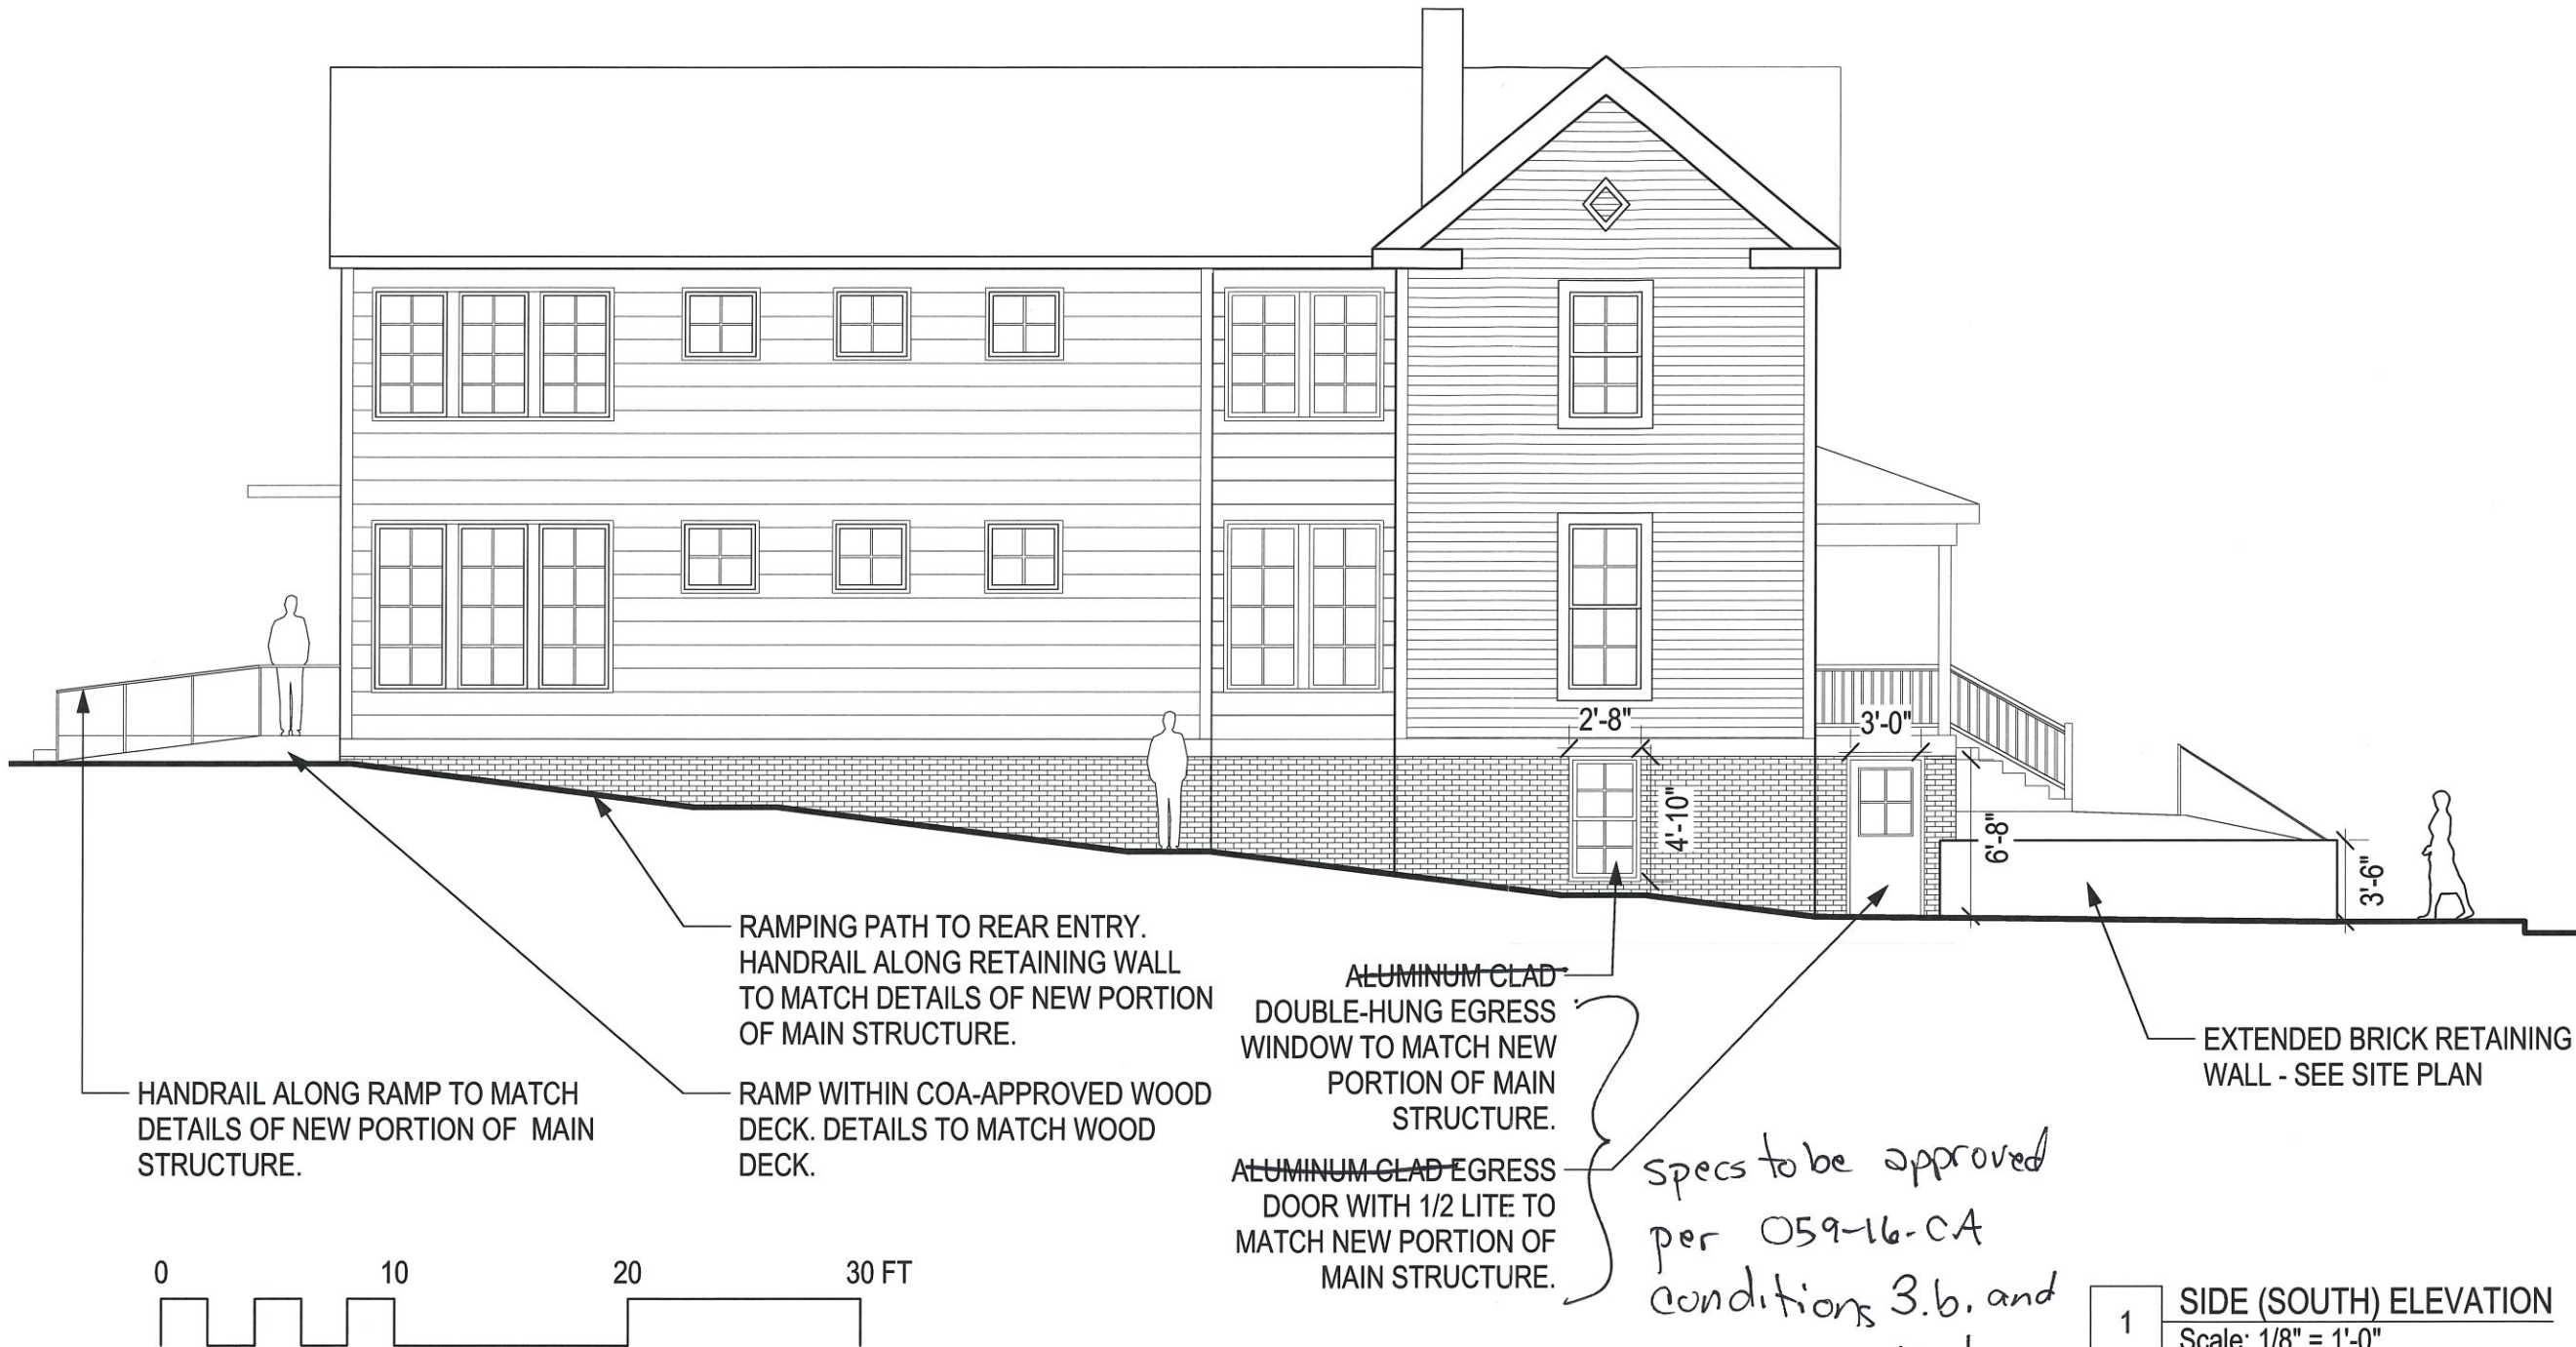 2'-8"
3'-0"
4'-10"
6'-8"
3'-6"
RAMPING PATH TO REAR ENTRY.
HANDRAIL ALONG RETAINING WALL
TO MATCH DETAILS OF NEW PORTION
OF MAIN STRUCTURE.
HANDRAIL ALONG RAMP TO MATCH
DETAILS OF NEW PORTION OF MAIN
STRUCTURE.
RAMP WITHIN COA-APPROVED WOOD
DECK. DETAILS TO MATCH WOOD
DECK.
ALUMINUM CLAD
DOUBLE-HUNG EGRESS
WINDOW TO MATCH NEW
PORTION OF MAIN
STRUCTURE.
ALUMINUM CLAD EGRESS
DOOR WITH 1/2 LITE TO
MATCH NEW PORTION OF
MAIN STRUCTURE.
EXTENDED BRICK RETAINING
WALL - SEE SITE PLAN
specs to be approved
per 059-16-CA
conditions 3.b. and
0 10 20 30 FT
1 SIDE (SOUTH) ELEVATION
Scale: 1/8" = 1'-0"